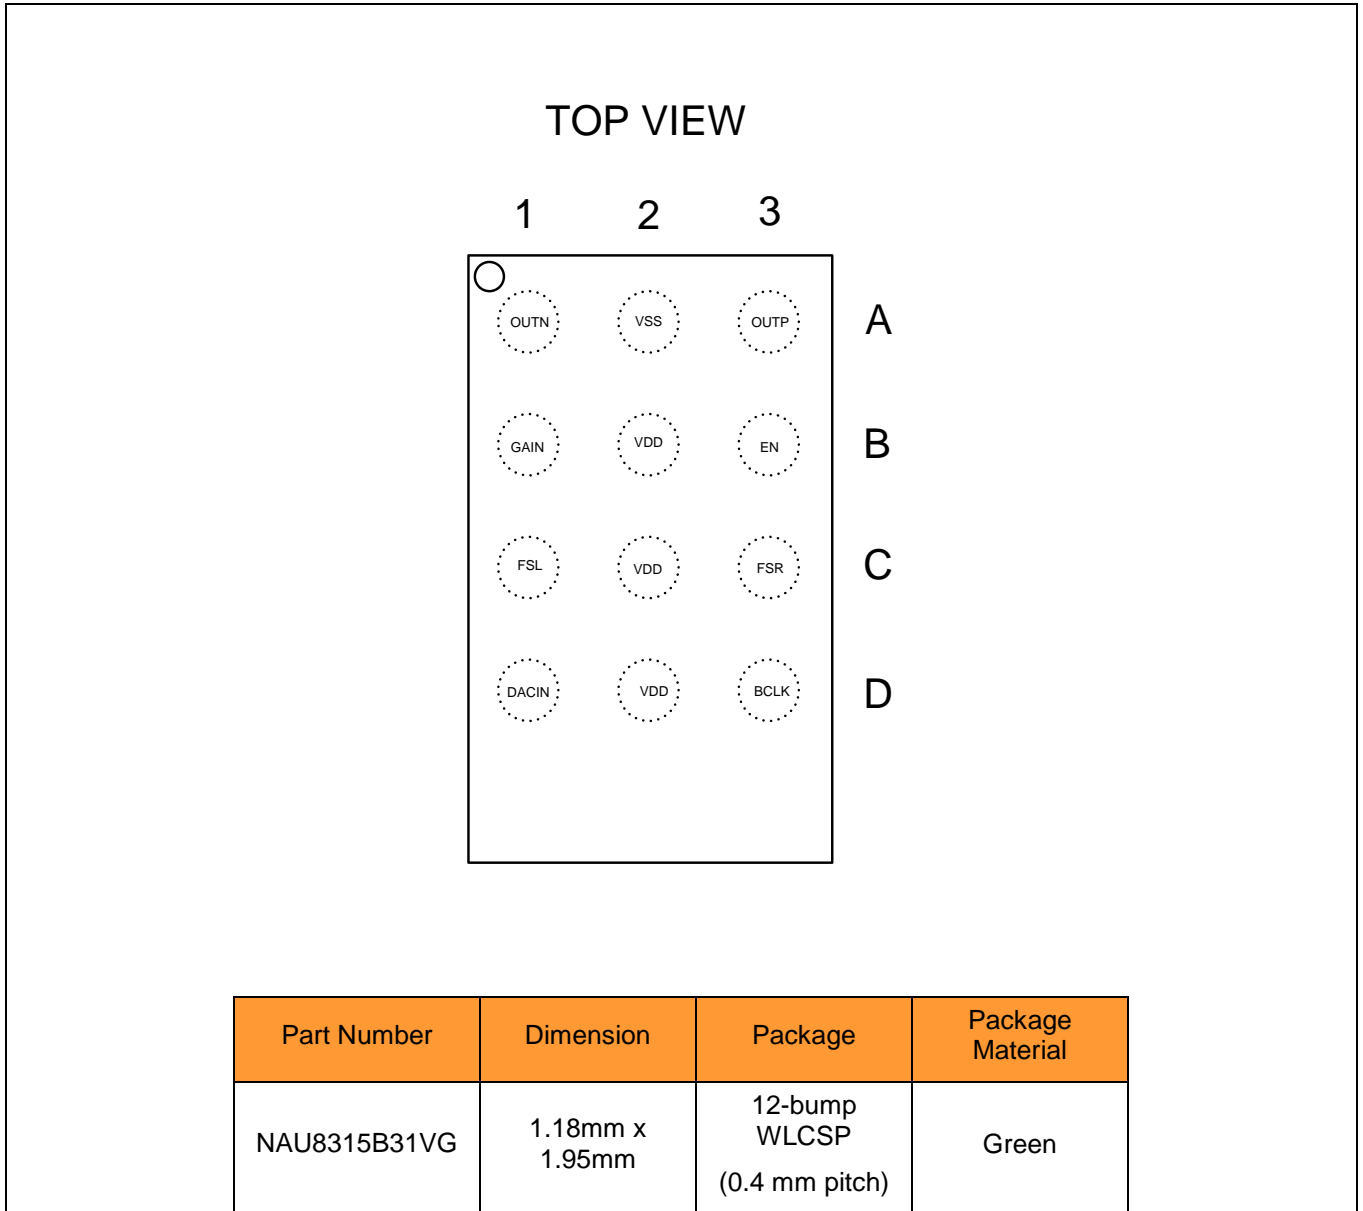 TOP VIEW
1 2 3
OUTN VSS OUTP A
GAIN VDD EN B
FSL VDD FSR C
DACIN VDD BCLK D
Part Number Dimension Package Package Material
NAU8315B31VG 1.18mm x 1.95mm 12-bump WLCSP (0.4 mm pitch) Green